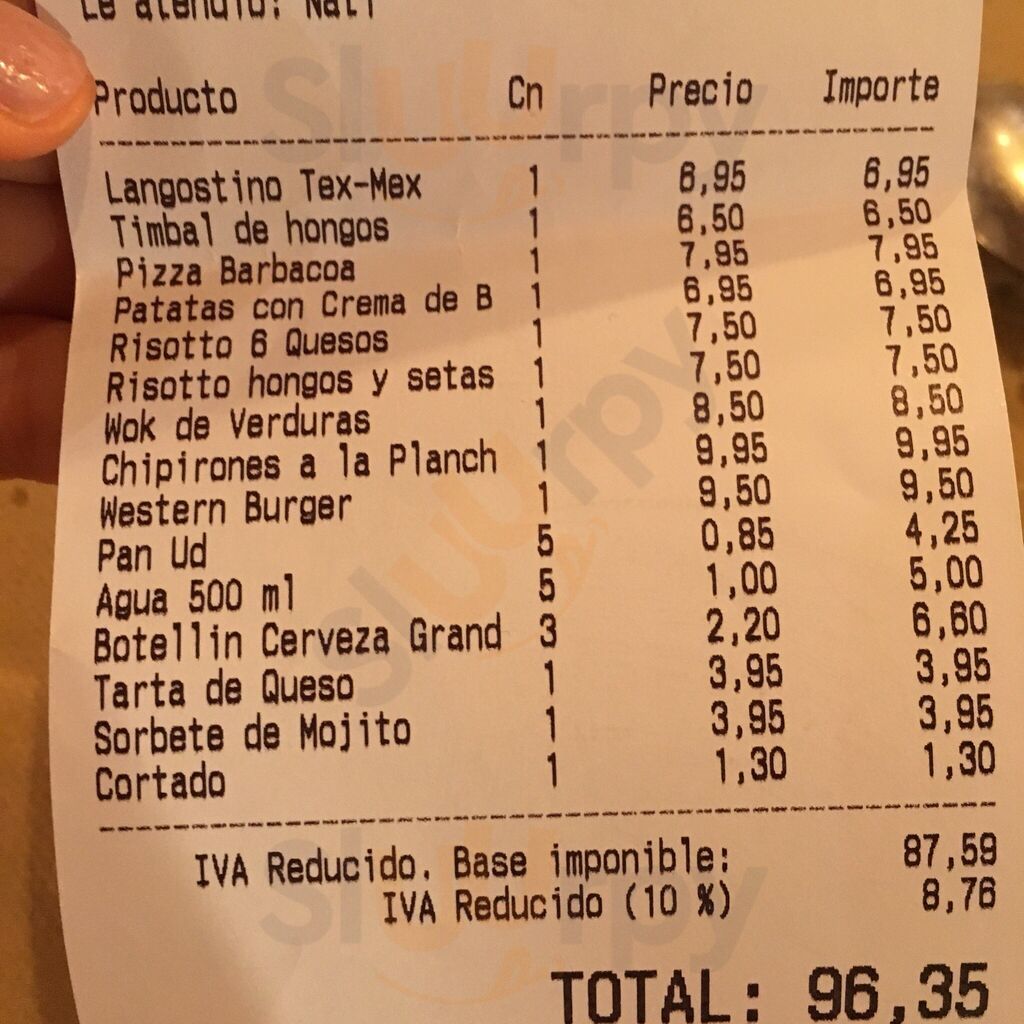 Le atendió: Nati
Producto Cn Precio Importe
Langostino Tex-Mex 1 6,95 6,95
Timbal de hongos 1 6,50 6,50
Pizza Barbacoa 1 7,95 7,95
Patatas con Crema de B 1 6,95 6,95
Risotto 6 Quesos 1 7,50 7,50
Risotto hongos y setas 1 7,50 7,50
Wok de Verduras 1 8,50 8,50
Chipirones a la Planch 1 9,95 9,95
Western Burger 1 9,50 9,50
Pan Ud 5 0,85 4,25
Agua 500 ml 5 1,00 5,00
Botellin Cerveza Grand 3 2,20 6,60
Tarta de Queso 1 3,95 3,95
Sorbete de Mojito 1 3,95 3,95
Cortado 1 1,30 1,30
IVA Reducido. Base imponible: 87,59
IVA Reducido (10 %) 8,76
TOTAL: 96,35
Sluurpy
Sluurpy
Sluurpy